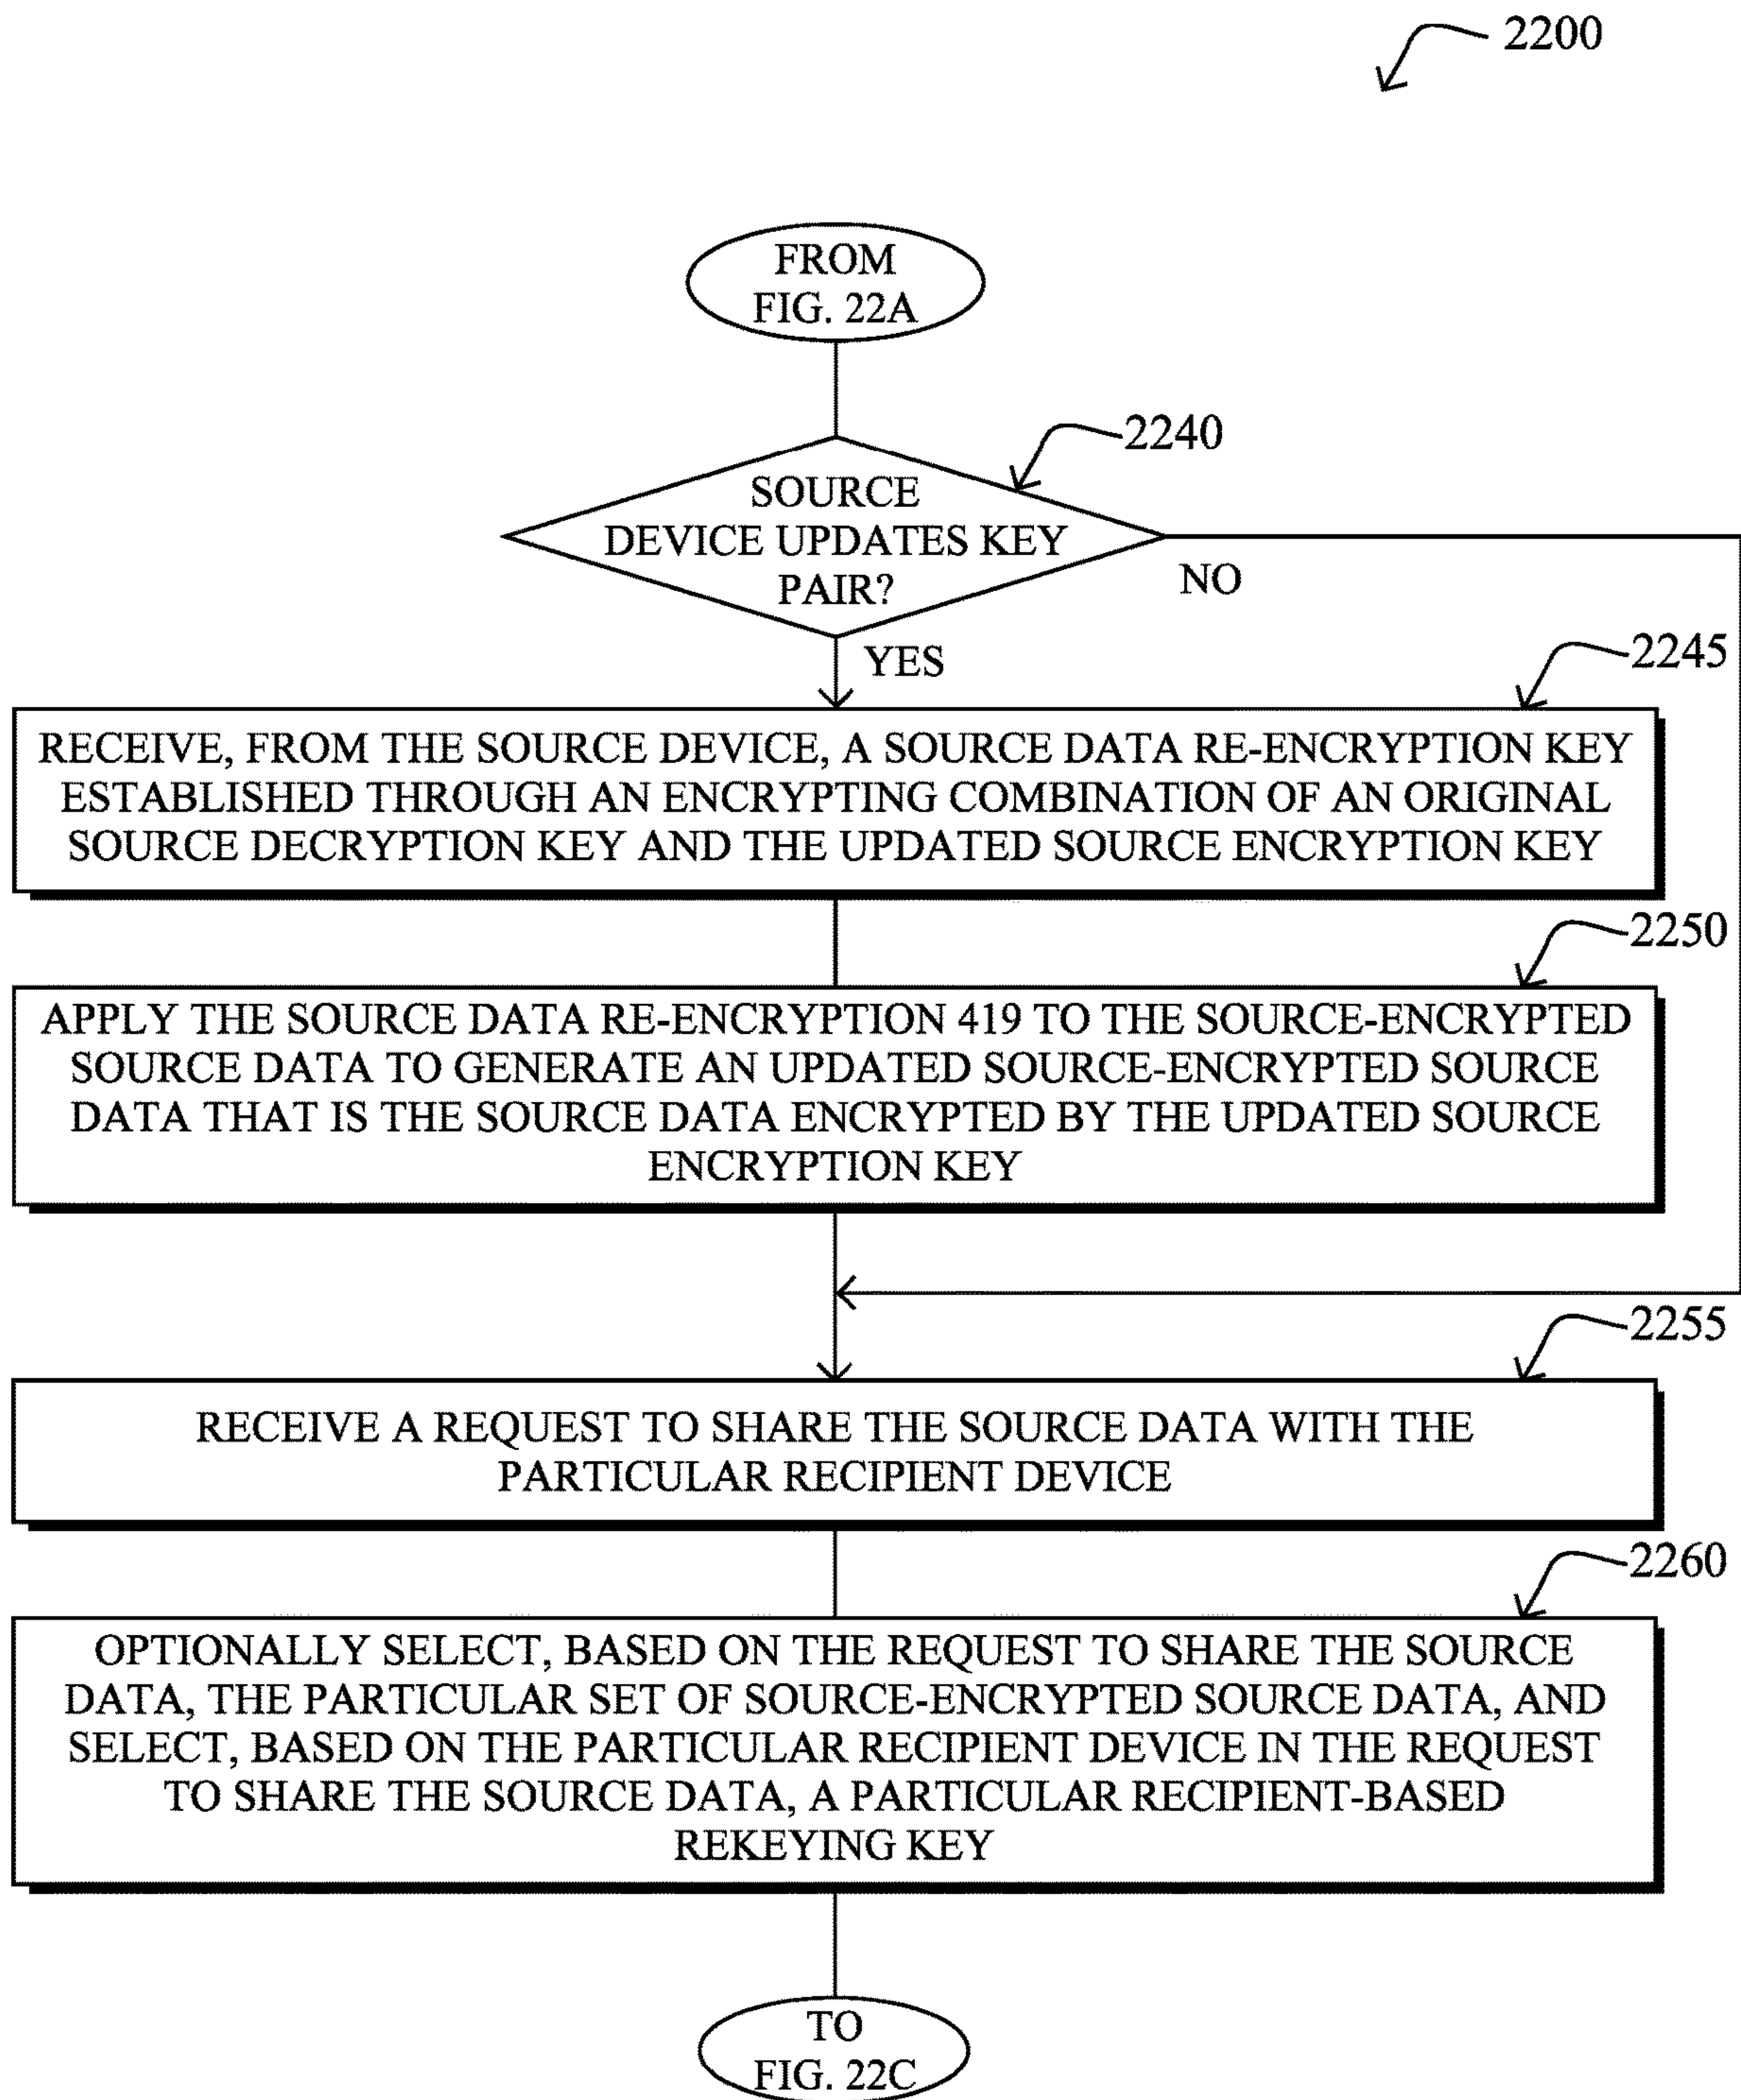 2200
FROM
FIG. 22A
2240
SOURCE
DEVICE UPDATES KEY
PAIR?
NO
YES
2245
RECEIVE, FROM THE SOURCE DEVICE, A SOURCE DATA RE-ENCRYPTION KEY
ESTABLISHED THROUGH AN ENCRYPTING COMBINATION OF AN ORIGINAL
SOURCE DECRYPTION KEY AND THE UPDATED SOURCE ENCRYPTION KEY
2250
APPLY THE SOURCE DATA RE-ENCRYPTION 419 TO THE SOURCE-ENCRYPTED
SOURCE DATA TO GENERATE AN UPDATED SOURCE-ENCRYPTED SOURCE
DATA THAT IS THE SOURCE DATA ENCRYPTED BY THE UPDATED SOURCE
ENCRYPTION KEY
2255
RECEIVE A REQUEST TO SHARE THE SOURCE DATA WITH THE
PARTICULAR RECIPIENT DEVICE
2260
OPTIONALLY SELECT, BASED ON THE REQUEST TO SHARE THE SOURCE
DATA, THE PARTICULAR SET OF SOURCE-ENCRYPTED SOURCE DATA, AND
SELECT, BASED ON THE PARTICULAR RECIPIENT DEVICE IN THE REQUEST
TO SHARE THE SOURCE DATA, A PARTICULAR RECIPIENT-BASED
REKEYING KEY
TO
FIG. 22C